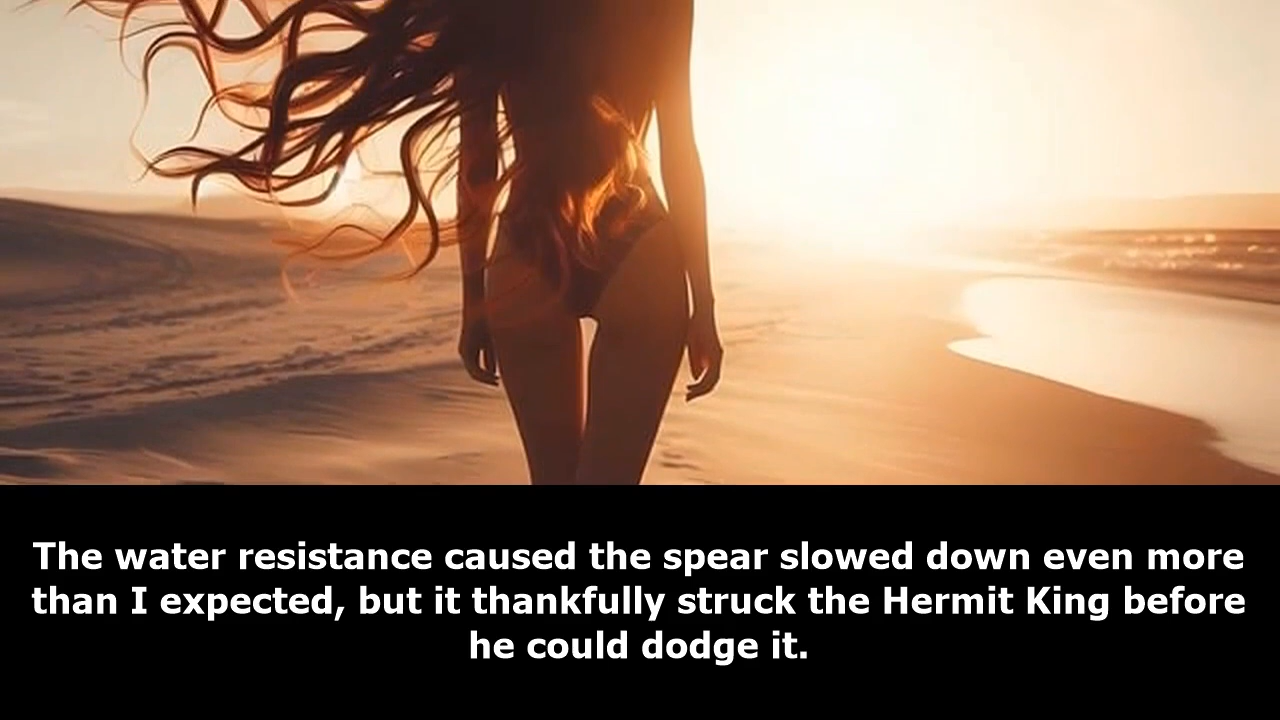 The water resistance caused the spear slowed down even more
than I expected, but it thankfully struck the Hermit King before
he could dodge it.